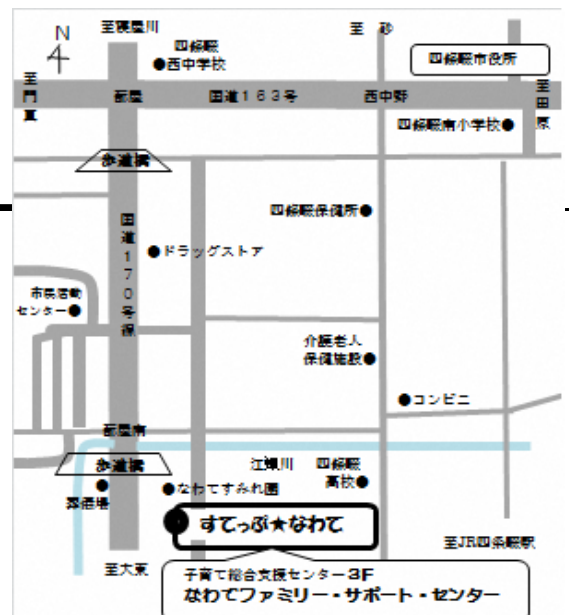 N
至寝屋川
四條畷
●西中学校
至 砂
四條畷市役所
至門真
蔀屋
国道163号
西中野
至田原
四條畷南小学校●
歩道橋
四條畷保健所●
国道170号線
●ドラッグストア
市民活動
センター●
介護老人
保健施設●
●コンビニ
蔀屋南
歩道橋
江蝉川
四條畷
高校●
●
葬儀場
●なわてすみれ園
すてっぷ★なわて
至JR四条畷駅
至大東
子育て総合支援センター3F
なわてファミリー・サポート・センター